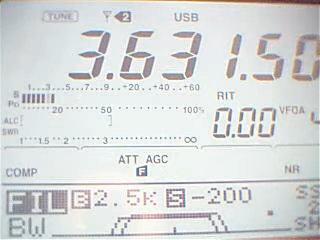 TUNE 2 USB
3.631.50
S 1...3...5...7...9..+20..+40..+60
Po 20 50 100%
RIT
0.00 VFOA
ALC
SWR
1 1.5 2 3 ∞
ATT AGC
COMP F NR
FIL B 2.5k S -200
BW